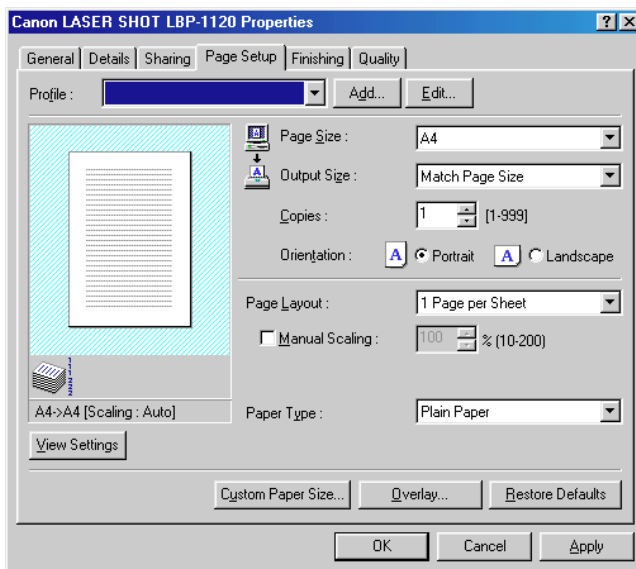 Canon LASER SHOT LBP-1120 Properties
General Details Sharing Page Setup Finishing Quality
Profile :
Add... Edit...
Page Size : A4
Output Size : Match Page Size
Copies : 1 [1-999]
Orientation : A Portrait A Landscape
Page Layout : 1 Page per Sheet
Manual Scaling : 100 % (10-200)
A4->A4 [Scaling : Auto]
Paper Type : Plain Paper
View Settings
Custom Paper Size... Overlay... Restore Defaults
OK Cancel Apply